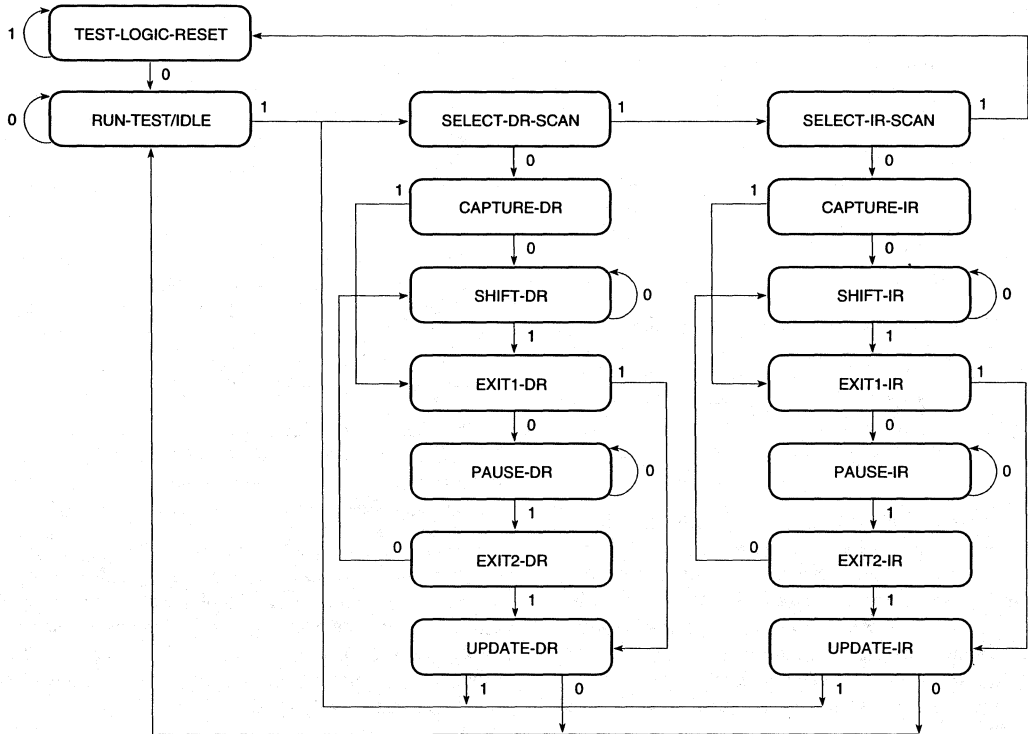 1
TEST-LOGIC-RESET
0
0
RUN-TEST/IDLE
1
SELECT-DR-SCAN
1
SELECT-IR-SCAN
1
0
0
1
CAPTURE-DR
1
CAPTURE-IR
0
0
SHIFT-DR
0
SHIFT-IR
0
1
1
EXIT1-DR
1
EXIT1-IR
1
0
0
PAUSE-DR
0
PAUSE-IR
0
1
1
0
EXIT2-DR
0
EXIT2-IR
1
1
UPDATE-DR
UPDATE-IR
1
0
1
0